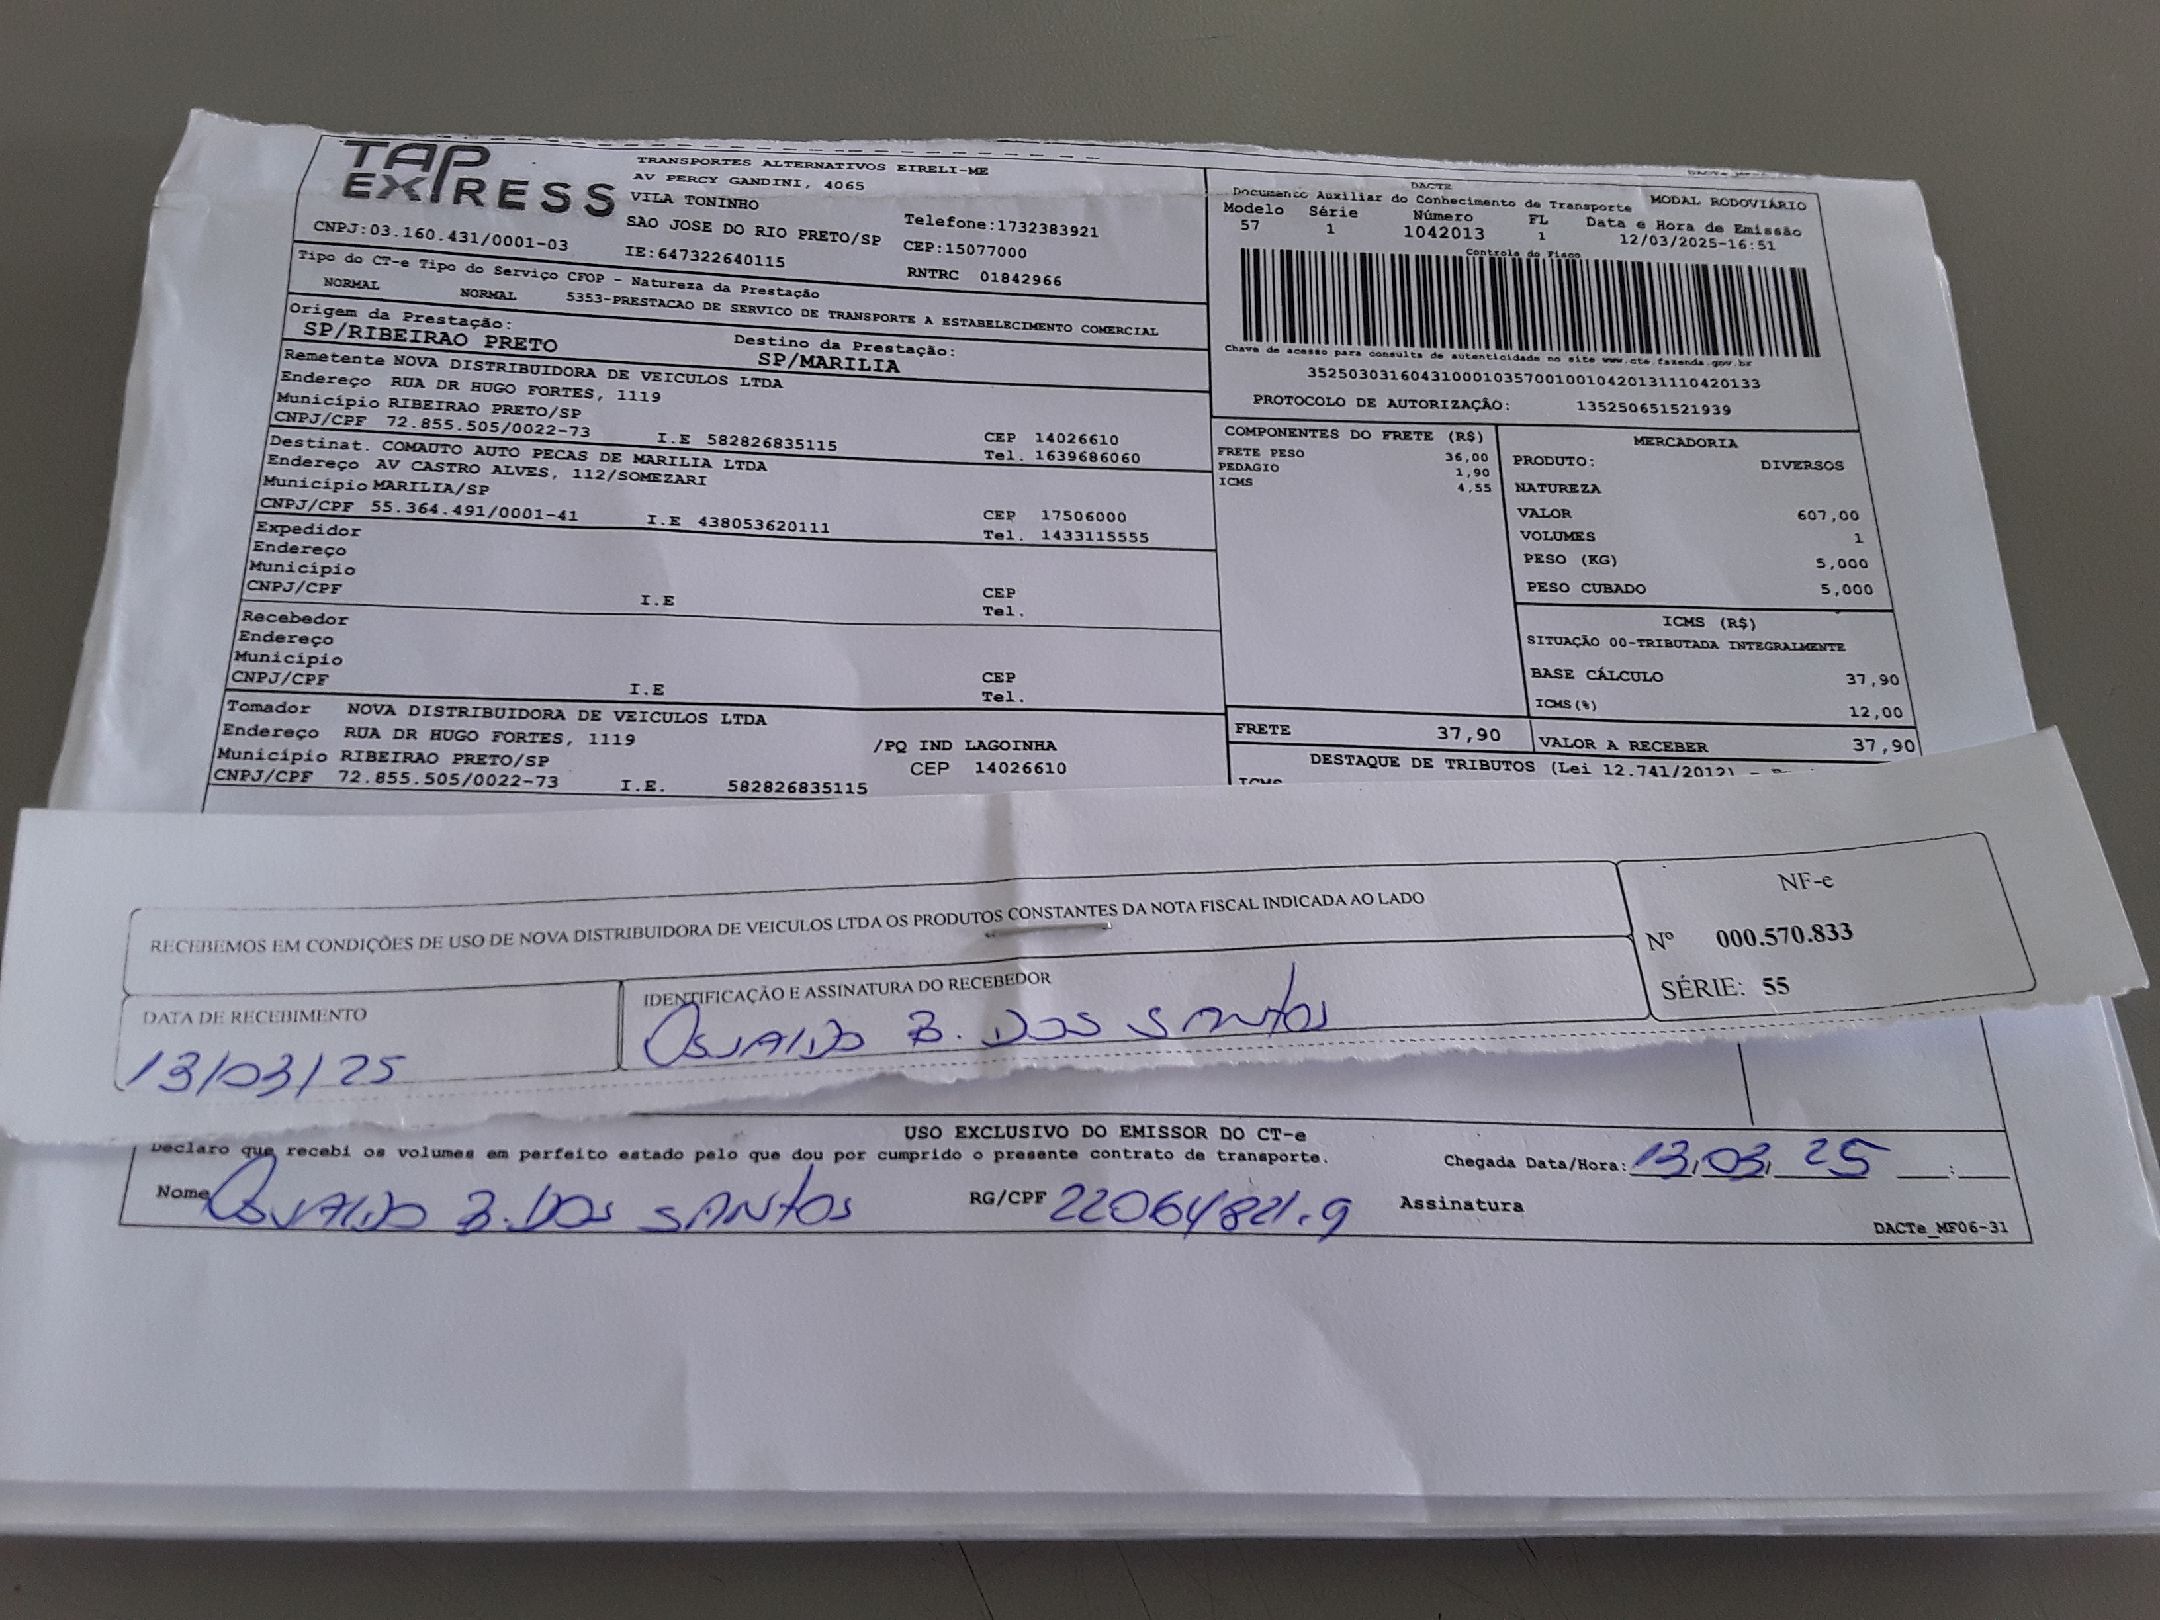 TAP EXPRESS
TRANSPORTES ALTERNATIVOS EIRELI-ME
AV PERCY GANDINI, 4065
VILA TONINHO
SAO JOSE DO RIO PRETO/SP
Telefone:1732383921
CEP:15077000
CNPJ:03.160.431/0001-03
IE:647322640115
RNTRC 01842966
Tipo do CT-e Tipo do Serviço CFOP - Natureza da Prestação
NORMAL NORMAL 5353-PRESTACAO DE SERVICO DE TRANSPORTE A ESTABELECIMENTO COMERCIAL
Origem da Prestação:
SP/RIBEIRAO PRETO
Destino da Prestação:
SP/MARILIA
Remetente NOVA DISTRIBUIDORA DE VEICULOS LTDA
Endereço RUA DR HUGO FORTES, 1119
Município RIBEIRAO PRETO/SP CEP 14026610
CNPJ/CPF 72.855.505/0022-73 I.E 582826835115 Tel. 1639686060
Destinat. COMAUTO AUTO PECAS DE MARILIA LTDA
Endereço AV CASTRO ALVES, 112/SOMEZARI
Município MARILIA/SP CEP 17506000
CNPJ/CPF 55.364.491/0001-41 I.E 438053620111 Tel. 1433115555
Expedidor
Endereço
Município CEP
CNPJ/CPF I.E Tel.
Recebedor
Endereço
Município CEP
CNPJ/CPF I.E Tel.
Tomador NOVA DISTRIBUIDORA DE VEICULOS LTDA
Endereço RUA DR HUGO FORTES, 1119 /PQ IND LAGOINHA
Município RIBEIRAO PRETO/SP CEP 14026610
CNPJ/CPF 72.855.505/0022-73 I.E. 582826835115
DACTE
Documento Auxiliar do Conhecimento de Transporte MODAL RODOVIÁRIO
Modelo Série Número FL Data e Hora de Emissão
57 1 1042013 1 12/03/2025-16:51
Controle do Fisco
Chave de acesso para consulta de autenticidade no site www.cte.fazenda.gov.br
35250303160431000103570010010420131110420133
PROTOCOLO DE AUTORIZAÇÃO: 135250651521939
COMPONENTES DO FRETE (R$)
FRETE PESO 36,00
PEDAGIO 1,90
ICMS 4,55
MERCADORIA
PRODUTO: DIVERSOS
NATUREZA
VALOR 607,00
VOLUMES 1
PESO (KG) 5,000
PESO CUBADO 5,000
ICMS (R$)
SITUAÇÃO 00-TRIBUTADA INTEGRALMENTE
BASE CÁLCULO 37,90
ICMS(%) 12,00
FRETE 37,90
VALOR A RECEBER 37,90
DESTAQUE DE TRIBUTOS (Lei 12.741/2012) -
ICMS
RECEBEMOS EM CONDIÇÕES DE USO DE NOVA DISTRIBUIDORA DE VEICULOS LTDA OS PRODUTOS CONSTANTES DA NOTA FISCAL INDICADA AO LADO
NF-e
Nº 000.570.833
SÉRIE: 55
DATA DE RECEBIMENTO
13/03/25
IDENTIFICAÇÃO E ASSINATURA DO RECEBEDOR
OSVALDO B. DOS SANTOS
USO EXCLUSIVO DO EMISSOR DO CT-e
Declaro que recebi os volumes em perfeito estado pelo que dou por cumprido o presente contrato de transporte.
Chegada Data/Hora: 13/03/25 __:__
Nome OSVALDO B. DOS SANTOS RG/CPF 22064821.9 Assinatura
DACTe_MF06-31